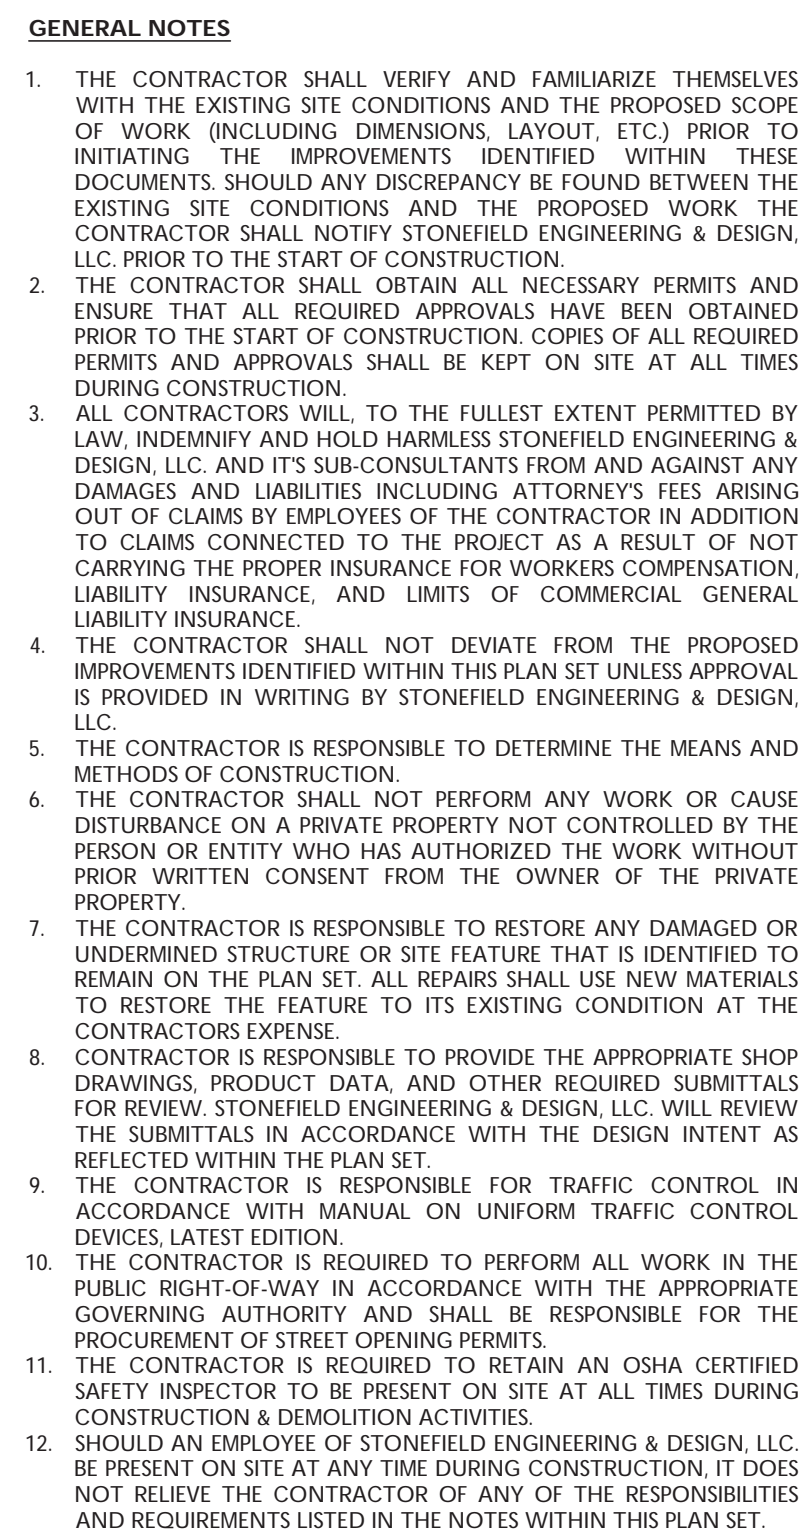 GENERAL NOTES
1. THE CONTRACTOR SHALL VERIFY AND FAMILIARIZE THEMSELVES
WITH THE EXISTING SITE CONDITIONS AND THE PROPOSED SCOPE
OF WORK (INCLUDING DIMENSIONS, LAYOUT, ETC.) PRIOR TO
INITIATING THE IMPROVEMENTS IDENTIFIED WITHIN THESE
DOCUMENTS. SHOULD ANY DISCREPANCY BE FOUND BETWEEN THE
EXISTING SITE CONDITIONS AND THE PROPOSED WORK THE
CONTRACTOR SHALL NOTIFY STONEFIELD ENGINEERING & DESIGN,
LLC. PRIOR TO THE START OF CONSTRUCTION.
2. THE CONTRACTOR SHALL OBTAIN ALL NECESSARY PERMITS AND
ENSURE THAT ALL REQUIRED APPROVALS HAVE BEEN OBTAINED
PRIOR TO THE START OF CONSTRUCTION. COPIES OF ALL REQUIRED
PERMITS AND APPROVALS SHALL BE KEPT ON SITE AT ALL TIMES
DURING CONSTRUCTION.
3. ALL CONTRACTORS WILL, TO THE FULLEST EXTENT PERMITTED BY
LAW, INDEMNIFY AND HOLD HARMLESS STONEFIELD ENGINEERING &
DESIGN, LLC. AND IT'S SUB-CONSULTANTS FROM AND AGAINST ANY
DAMAGES AND LIABILITIES INCLUDING ATTORNEY'S FEES ARISING
OUT OF CLAIMS BY EMPLOYEES OF THE CONTRACTOR IN ADDITION
TO CLAIMS CONNECTED TO THE PROJECT AS A RESULT OF NOT
CARRYING THE PROPER INSURANCE FOR WORKERS COMPENSATION,
LIABILITY INSURANCE, AND LIMITS OF COMMERCIAL GENERAL
LIABILITY INSURANCE.
4. THE CONTRACTOR SHALL NOT DEVIATE FROM THE PROPOSED
IMPROVEMENTS IDENTIFIED WITHIN THIS PLAN SET UNLESS APPROVAL
IS PROVIDED IN WRITING BY STONEFIELD ENGINEERING & DESIGN,
LLC.
5. THE CONTRACTOR IS RESPONSIBLE TO DETERMINE THE MEANS AND
METHODS OF CONSTRUCTION.
6. THE CONTRACTOR SHALL NOT PERFORM ANY WORK OR CAUSE
DISTURBANCE ON A PRIVATE PROPERTY NOT CONTROLLED BY THE
PERSON OR ENTITY WHO HAS AUTHORIZED THE WORK WITHOUT
PRIOR WRITTEN CONSENT FROM THE OWNER OF THE PRIVATE
PROPERTY.
7. THE CONTRACTOR IS RESPONSIBLE TO RESTORE ANY DAMAGED OR
UNDERMINED STRUCTURE OR SITE FEATURE THAT IS IDENTIFIED TO
REMAIN ON THE PLAN SET. ALL REPAIRS SHALL USE NEW MATERIALS
TO RESTORE THE FEATURE TO ITS EXISTING CONDITION AT THE
CONTRACTORS EXPENSE.
8. CONTRACTOR IS RESPONSIBLE TO PROVIDE THE APPROPRIATE SHOP
DRAWINGS, PRODUCT DATA, AND OTHER REQUIRED SUBMITTALS
FOR REVIEW. STONEFIELD ENGINEERING & DESIGN, LLC. WILL REVIEW
THE SUBMITTALS IN ACCORDANCE WITH THE DESIGN INTENT AS
REFLECTED WITHIN THE PLAN SET.
9. THE CONTRACTOR IS RESPONSIBLE FOR TRAFFIC CONTROL IN
ACCORDANCE WITH MANUAL ON UNIFORM TRAFFIC CONTROL
DEVICES, LATEST EDITION.
10. THE CONTRACTOR IS REQUIRED TO PERFORM ALL WORK IN THE
PUBLIC RIGHT-OF-WAY IN ACCORDANCE WITH THE APPROPRIATE
GOVERNING AUTHORITY AND SHALL BE RESPONSIBLE FOR THE
PROCUREMENT OF STREET OPENING PERMITS.
11. THE CONTRACTOR IS REQUIRED TO RETAIN AN OSHA CERTIFIED
SAFETY INSPECTOR TO BE PRESENT ON SITE AT ALL TIMES DURING
CONSTRUCTION & DEMOLITION ACTIVITIES.
12. SHOULD AN EMPLOYEE OF STONEFIELD ENGINEERING & DESIGN, LLC.
BE PRESENT ON SITE AT ANY TIME DURING CONSTRUCTION, IT DOES
NOT RELIEVE THE CONTRACTOR OF ANY OF THE RESPONSIBILITIES
AND REQUIREMENTS LISTED IN THE NOTES WITHIN THIS PLAN SET.